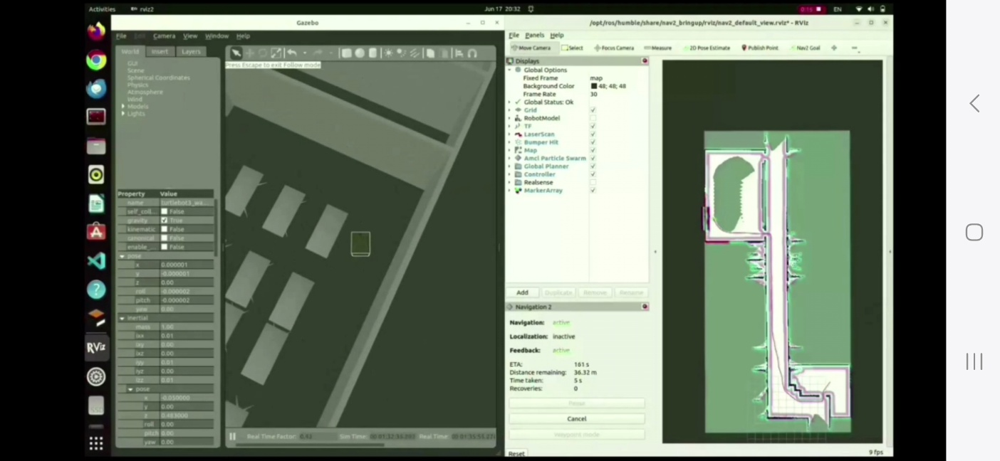 Activities
rviz2
Jun 17 20:32
EN
Gazebo
File
Camera View Window Help
World Insert Layers
Press Escape to exit Follow mode
GUI
Scene
Spherical Coordinates
Physics
Atmosphere
Wind
Models
Lights
Property Value
name turtlebot3_wa...
self_coll... False
gravity True
kinematic False
canonical False
enable_... False
pose
x 0.000001
y -0.000001
z 0.00
roll -0.000002
pitch -0.000002
yaw 0.00
inertial
mass 1.00
ixx 0.01
ixy 0.00
ixz 0.00
iyy 0.01
iyz 0.00
izz 0.01
pose
x -0.050000
y 0.00
z 0.483000
roll 0.00
pitch 0.00
yaw 0.00
Real Time Factor:
Sim Time:
Real Time:
/opt/ros/humble/share/nav2_bringup/rviz/nav2_default_view.rviz* - RViz
File Panels Help
Move Camera Select Focus Camera Measure 2D Pose Estimate Publish Point Nav2 Goal
Displays
Global Options
Fixed Frame map
Background Color 48; 48; 48
Frame Rate 30
Global Status: Ok
Grid
RobotModel
TF
LaserScan
Bumper Hit
Map
Amcl Particle Swarm
Global Planner
Controller
Realsense
MarkerArray
Add Duplicate Remove Rename
Navigation 2
Navigation: active
Localization: inactive
Feedback: active
ETA: 161 s
Distance remaining: 36.32 m
Time taken: 5 s
Recoveries: 0
Pause
Cancel
Waypoint mode
Reset
9 fps
RViz